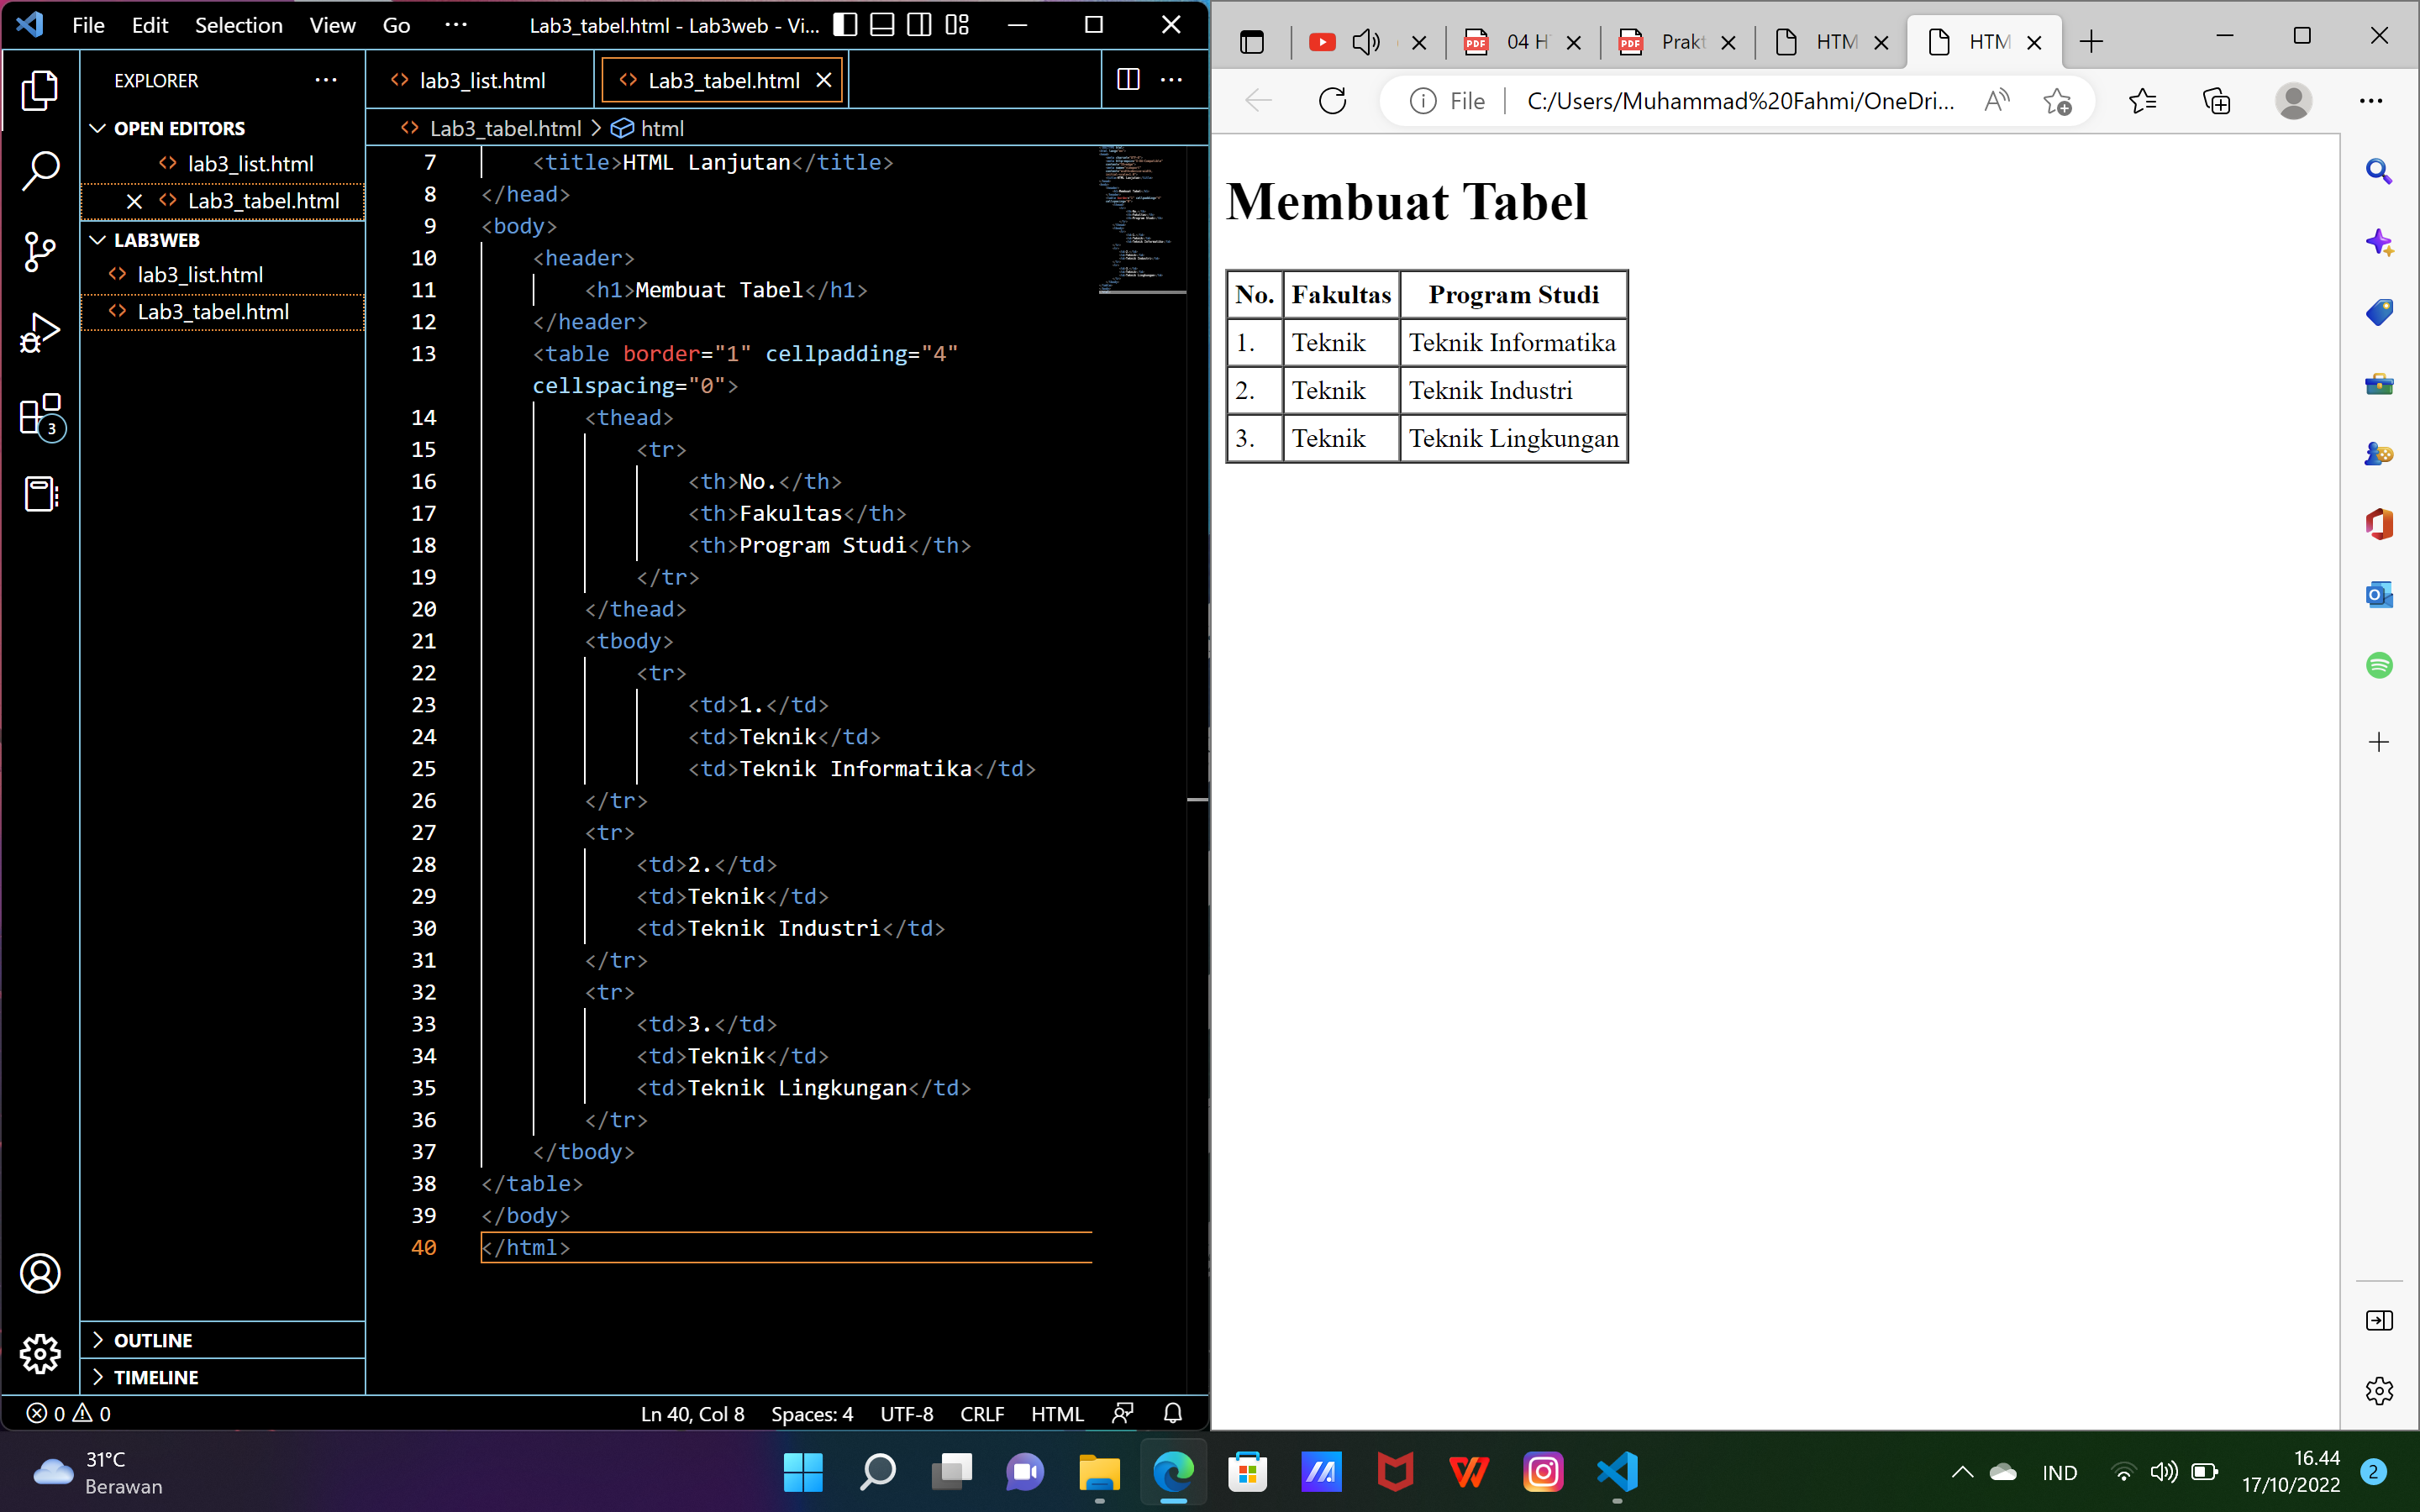 File Edit Selection View Go ··· Lab3_tabel.html - Lab3web - Vi...
EXPLORER ···
OPEN EDITORS
lab3_list.html
Lab3_tabel.html
LAB3WEB
lab3_list.html
Lab3_tabel.html
OUTLINE
TIMELINE
3
lab3_list.html Lab3_tabel.html
Lab3_tabel.html > html
7 <title>HTML Lanjutan</title>
8 </head>
9 <body>
10 <header>
11 <h1>Membuat Tabel</h1>
12 </header>
13 <table border="1" cellpadding="4"
cellspacing="0">
14 <thead>
15 <tr>
16 <th>No.</th>
17 <th>Fakultas</th>
18 <th>Program Studi</th>
19 </tr>
20 </thead>
21 <tbody>
22 <tr>
23 <td>1.</td>
24 <td>Teknik</td>
25 <td>Teknik Informatika</td>
26 </tr>
27 <tr>
28 <td>2.</td>
29 <td>Teknik</td>
30 <td>Teknik Industri</td>
31 </tr>
32 <tr>
33 <td>3.</td>
34 <td>Teknik</td>
35 <td>Teknik Lingkungan</td>
36 </tr>
37 </tbody>
38 </table>
39 </body>
40 </html>
0 0 Ln 40, Col 8 Spaces: 4 UTF-8 CRLF HTML
PDF 04 H PDF Prakt HTM HTM
File C:/Users/Muhammad%20Fahmi/OneDri...
Membuat Tabel
No. Fakultas Program Studi
1. Teknik Teknik Informatika
2. Teknik Teknik Industri
3. Teknik Teknik Lingkungan
31°C
Berawan
IND
16.44
17/10/2022
2